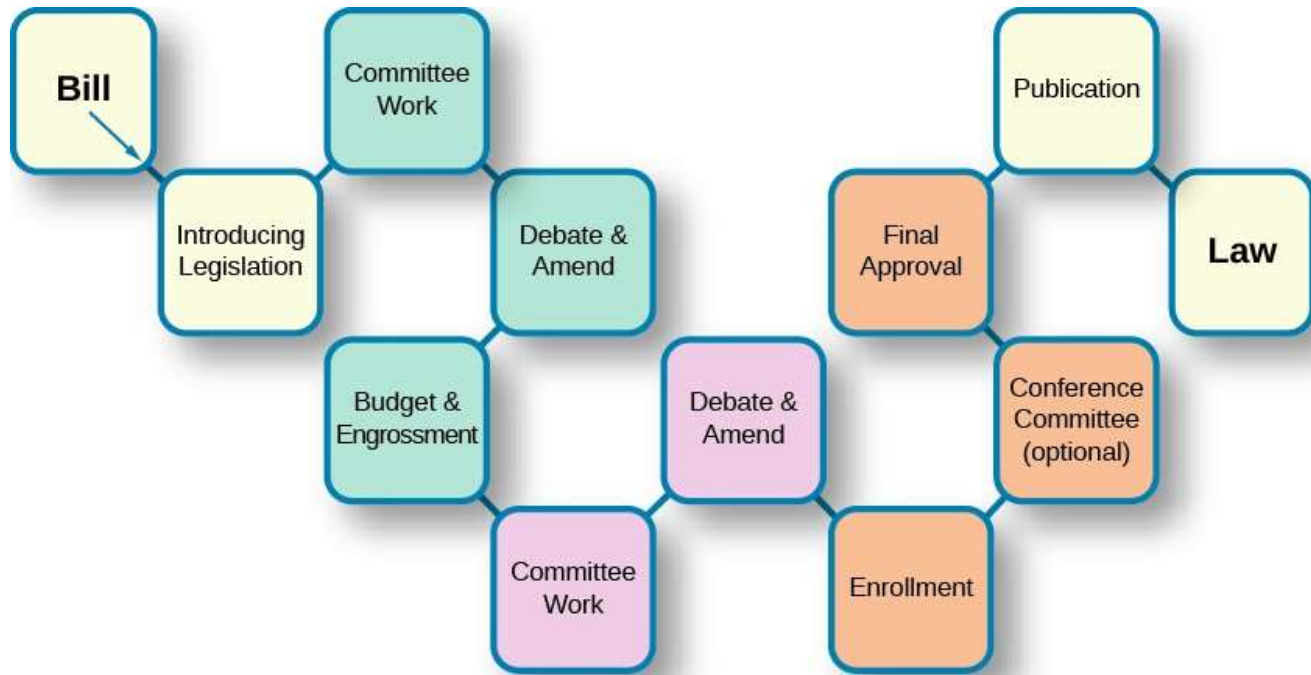 Bill
Introducing
Legislation
Committee
Work
Debate &
Amend
Budget &
Engrossment
Committee
Work
Debate &
Amend
Enrollment
Conference
Committee
(optional)
Final
Approval
Publication
Law